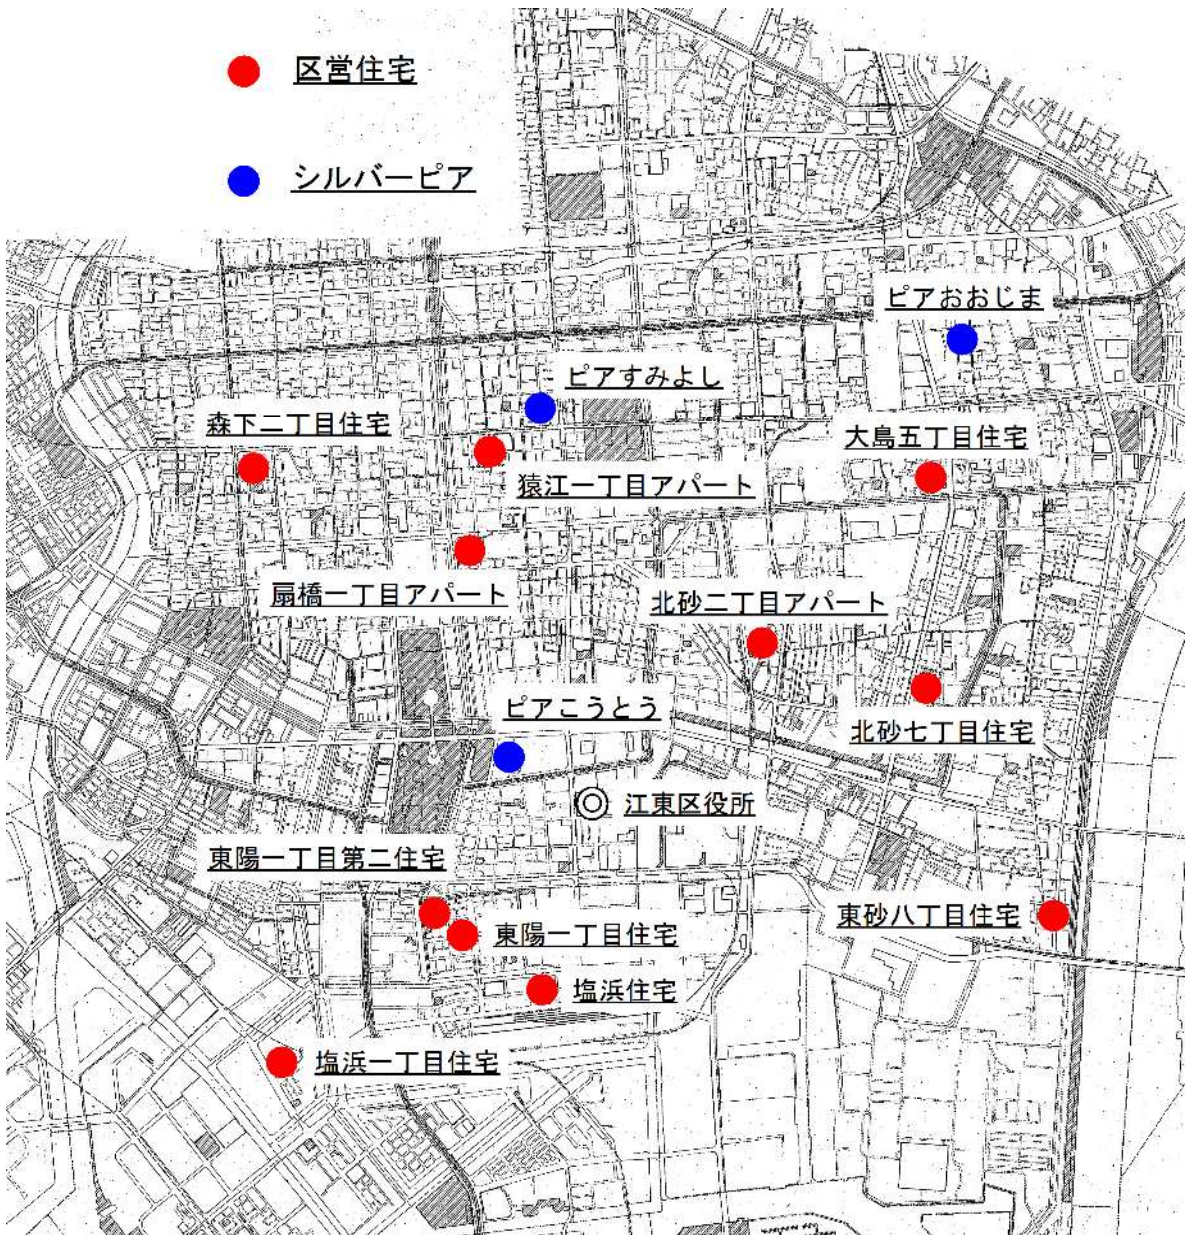 区営住宅
シルバーピア
ピアおおじま
ピアすみよし
森下二丁目住宅
大島五丁目住宅
猿江一丁目アパート
扇橋一丁目アパート
北砂二丁目アパート
ピアこうとう
北砂七丁目住宅
江東区役所
東陽一丁目第二住宅
東砂八丁目住宅
東陽一丁目住宅
塩浜住宅
塩浜一丁目住宅